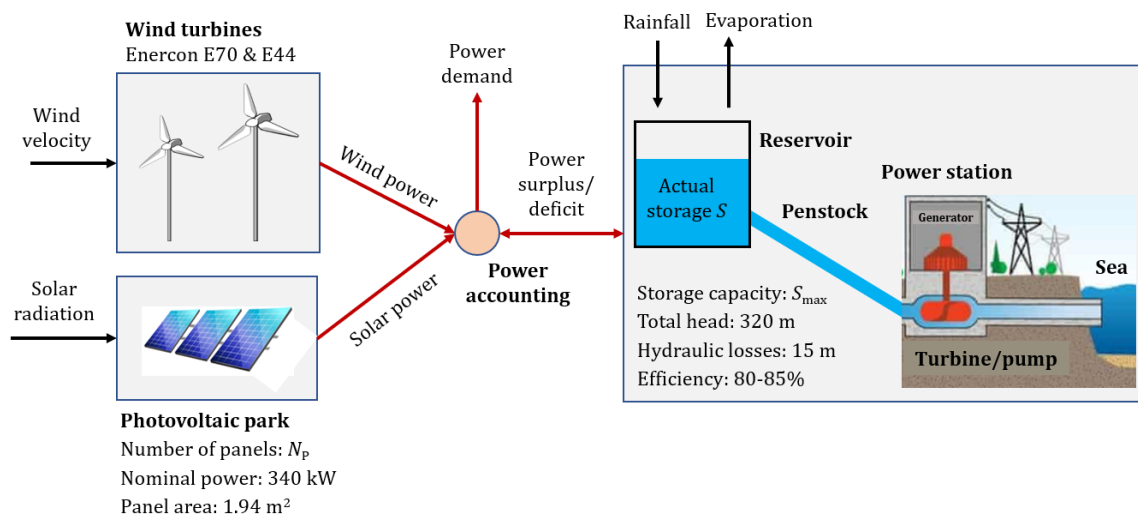 Wind turbines
Enercon E70 & E44
Wind
velocity
Wind power
Solar
radiation
Solar power
Photovoltaic park
Number of panels: NP
Nominal power: 340 kW
Panel area: 1.94 m²
Power
demand
Power
accounting
Power
surplus/
deficit
Rainfall
Evaporation
Reservoir
Actual
storage S
Penstock
Power station
Generator
Sea
Turbine/pump
Storage capacity: Smax
Total head: 320 m
Hydraulic losses: 15 m
Efficiency: 80-85%